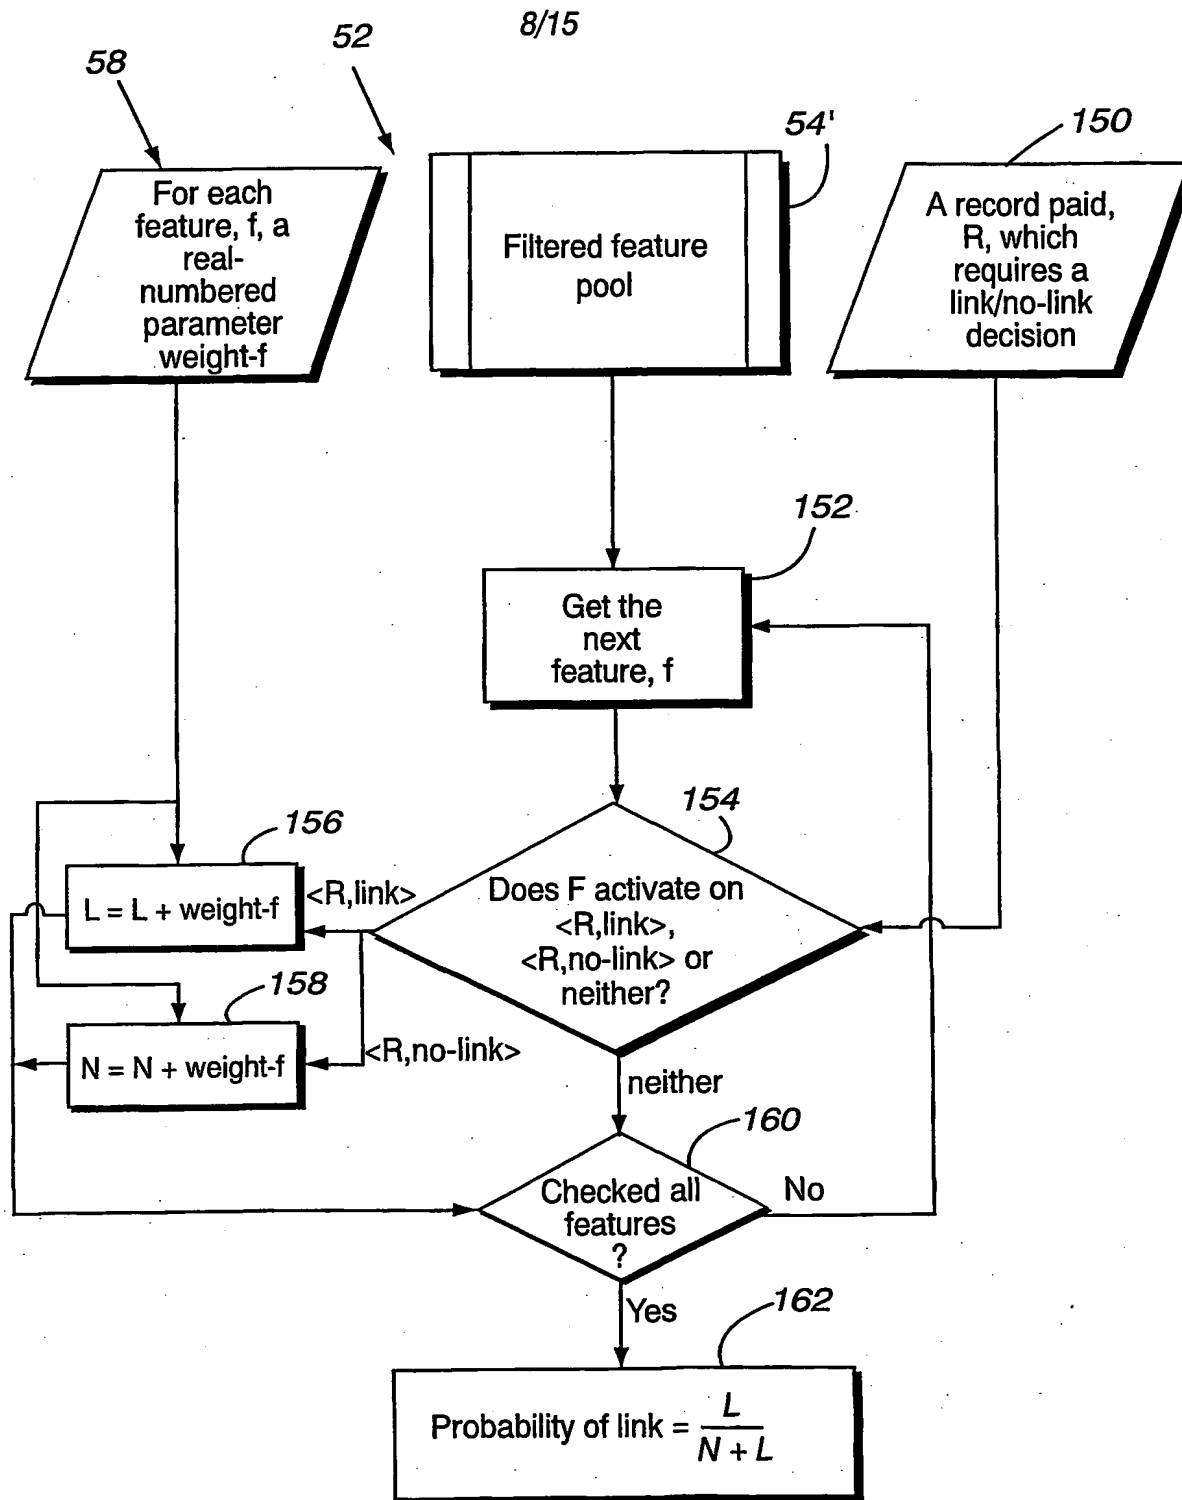 8/15
52
58
54'
150
For each
feature, f, a
real-
numbered
parameter
weight-f
Filtered feature
pool
A record paid,
R, which
requires a
link/no-link
decision
152
Get the
next
feature, f
154
156
L = L + weight-f
<R,link>
Does F activate on
<R,link>,
<R,no-link> or
neither?
158
N = N + weight-f
<R,no-link>
neither
160
Checked all
features
?
No
Yes
162
Probability of link = L / N + L